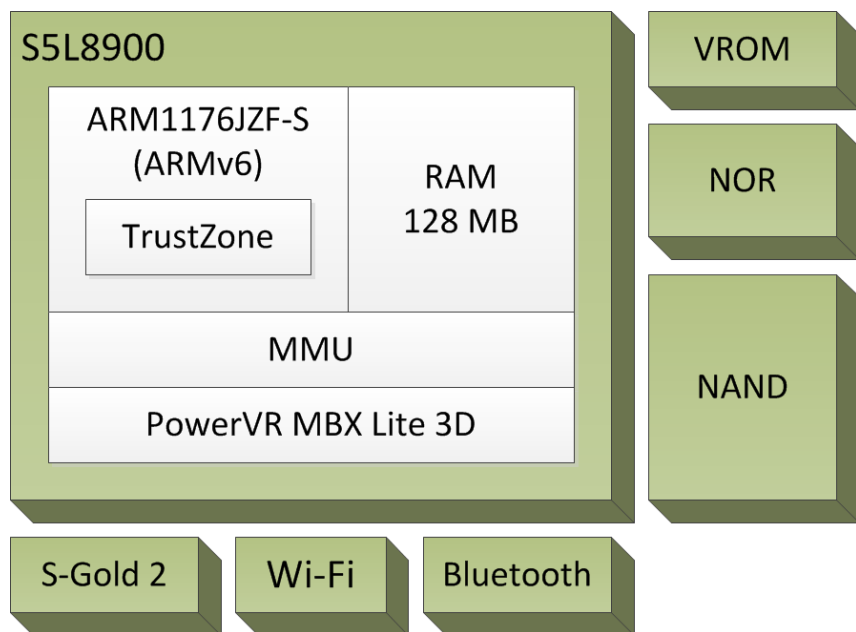 S5L8900
ARM1176JZF-S
(ARMv6)
TrustZone
RAM
128 MB
MMU
PowerVR MBX Lite 3D
VROM
NOR
NAND
S-Gold 2
Wi-Fi
Bluetooth